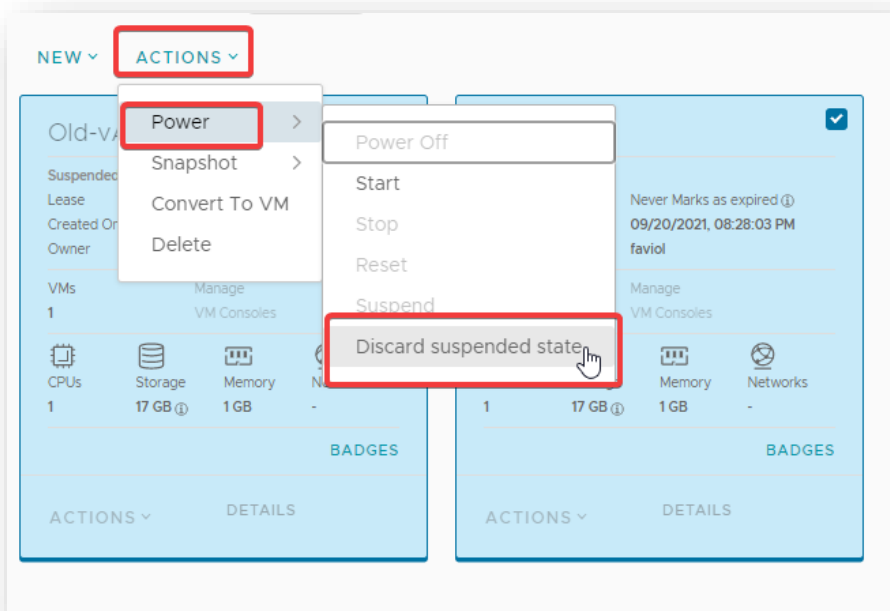 NEW
ACTIONS
Power
Snapshot
Convert To VM
Delete
Power Off
Start
Stop
Reset
Suspend
Discard suspended state
Suspended
Lease
Created On
Owner
VMs
1
Manage
VM Consoles
CPUs
1
Storage
17 GB
Memory
1 GB
-
BADGES
ACTIONS
DETAILS
Never Marks as expired
09/20/2021, 08:28:03 PM
faviol
Manage
VM Consoles
1
17 GB
Memory
1 GB
Networks
-
BADGES
ACTIONS
DETAILS